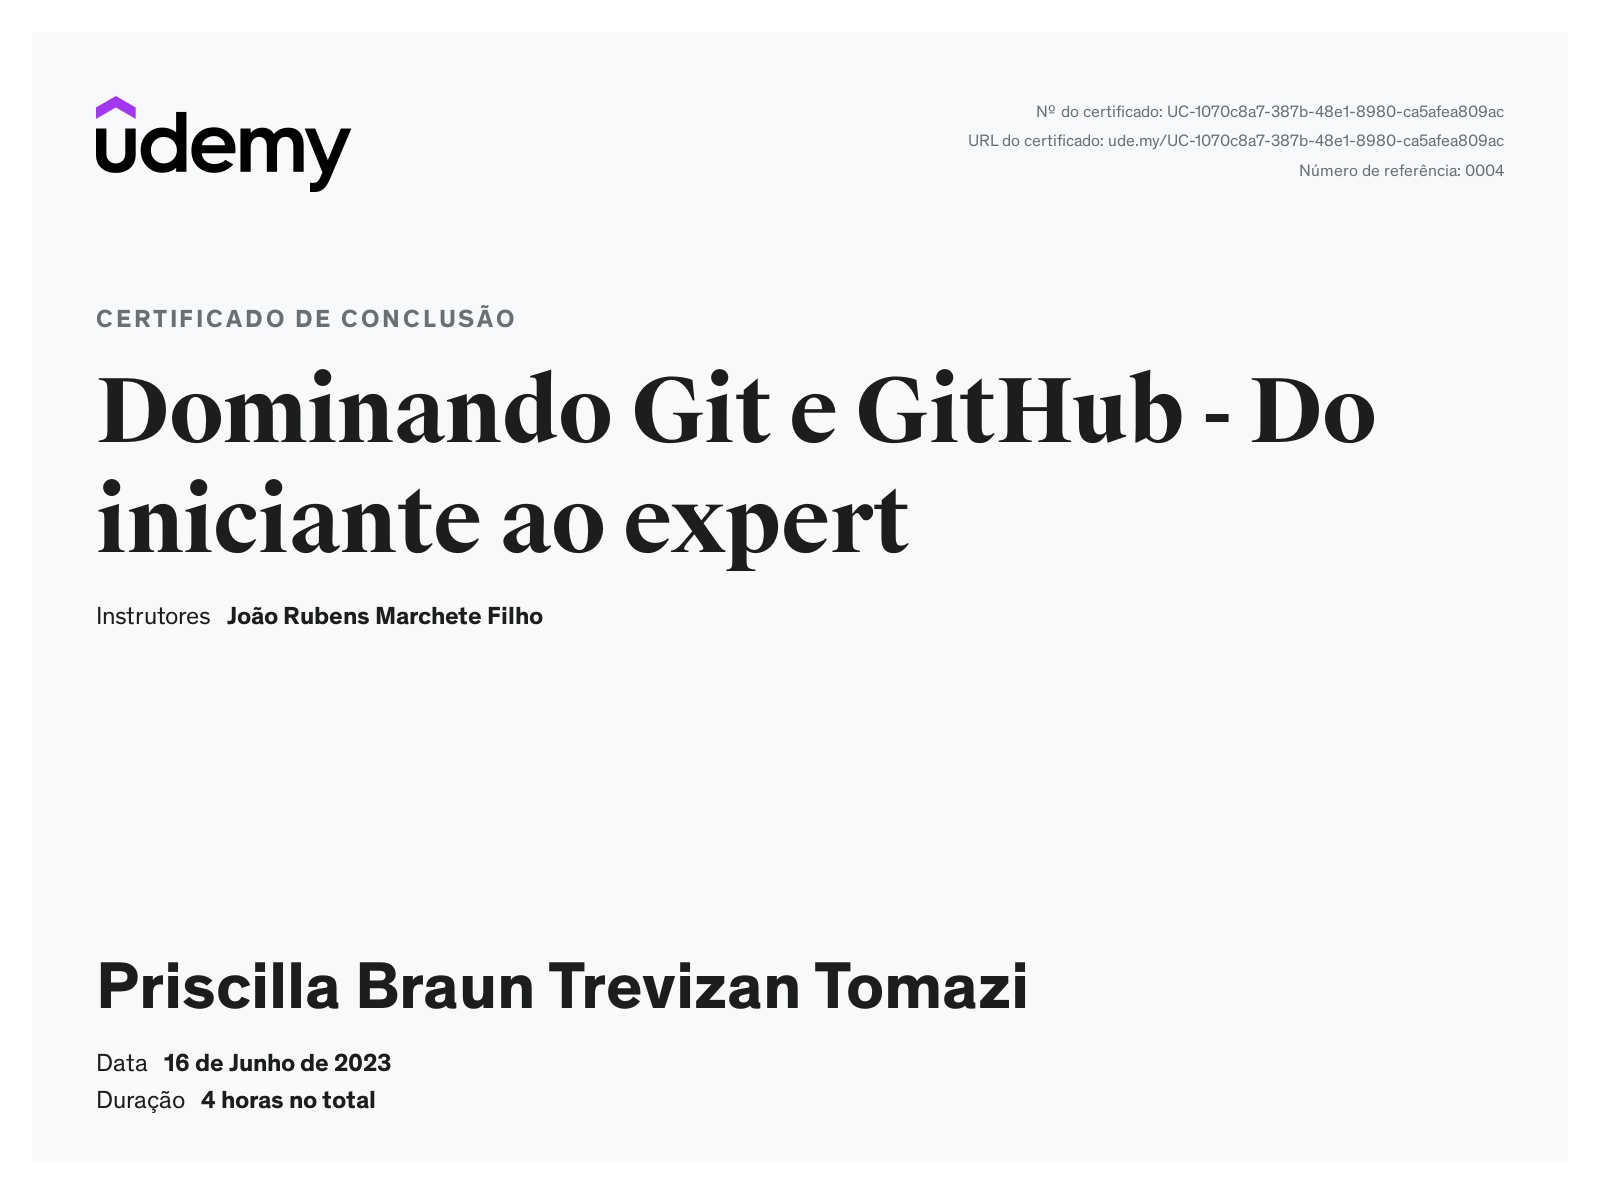 udemy
Nº do certificado: UC-1070c8a7-387b-48e1-8980-ca5afea809ac
URL do certificado: ude.my/UC-1070c8a7-387b-48e1-8980-ca5afea809ac
Número de referência: 0004
CERTIFICADO DE CONCLUSÃO
Dominando Git e GitHub - Do
iniciante ao expert
Instrutores João Rubens Marchete Filho
Priscilla Braun Trevizan Tomazi
Data 16 de Junho de 2023
Duração 4 horas no total